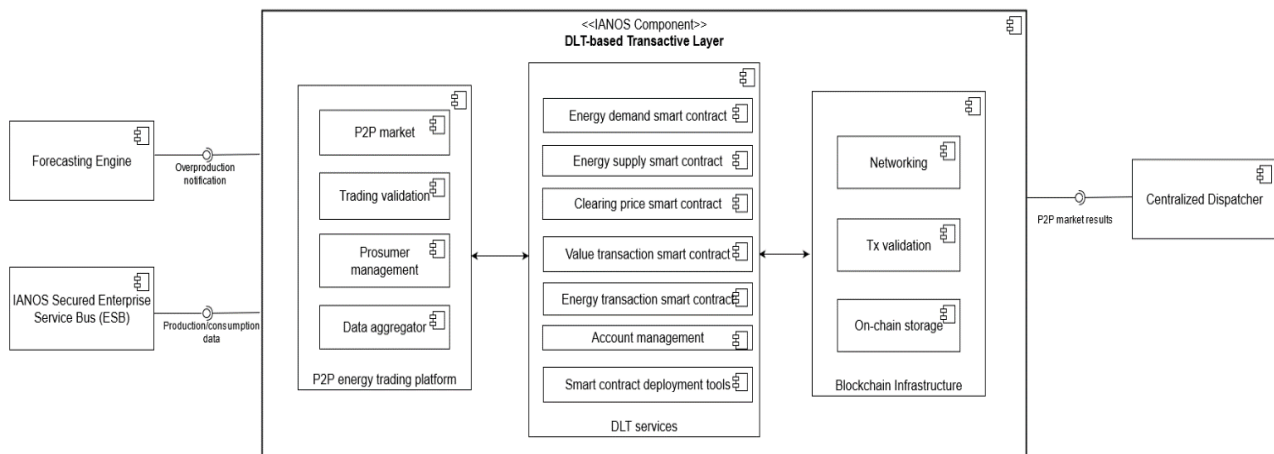 <<IANOS Component>>
DLT-based Transactive Layer
Forecasting Engine
Overproduction
notification
IANOS Secured Enterprise
Service Bus (ESB)
Production/consumption
data
P2P market
Trading validation
Prosumer
management
Data aggregator
P2P energy trading platform
Energy demand smart contract
Energy supply smart contract
Clearing price smart contract
Value transaction smart contract
Energy transaction smart contract
Account management
Smart contract deployment tools
DLT services
Networking
Tx validation
On-chain storage
Blockchain Infrastructure
P2P market results
Centralized Dispatcher